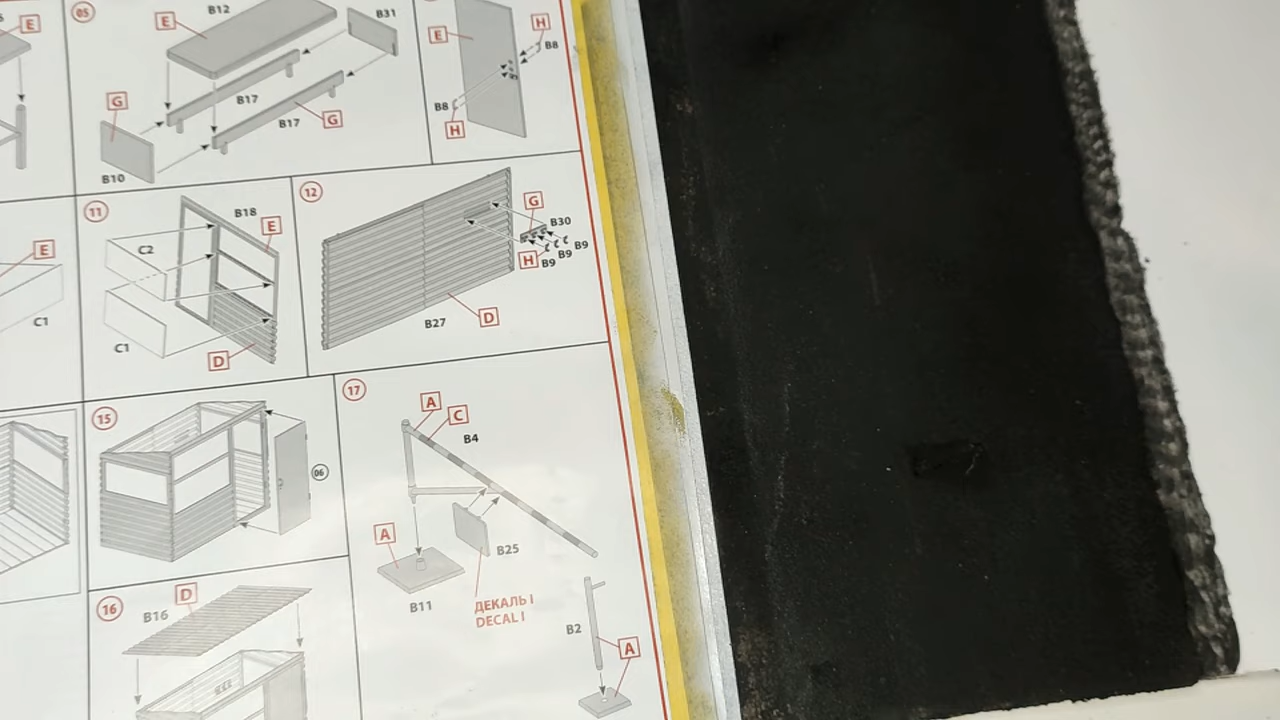 E
05
E
B12
B31
G
B17
B17
G
B10
E
H
B8
B8
H
E
C1
11
B18
C2
E
C1
D
12
G
B30
B9
B9
H
B9
B27
D
15
06
16
D
B16
17
A
C
B4
A
B25
B11
ДЕКАЛЬ I
DECAL I
B2
A